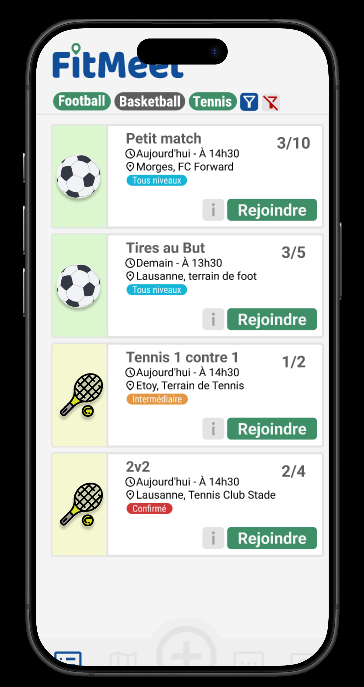 FitMeet
Football Basketball Tennis
Petit match
3/10
Aujourd'hui - À 14h30
Morges, FC Forward
Tous niveaux
i Rejoindre
Tires au But
3/5
Demain - À 13h30
Lausanne, terrain de foot
Tous niveaux
i Rejoindre
Tennis 1 contre 1
1/2
Aujourd'hui - À 14h30
Etoy, Terrain de Tennis
Intermédiaire
i Rejoindre
2v2
2/4
Aujourd'hui - À 14h30
Lausanne, Tennis Club Stade
Confirmé
i Rejoindre